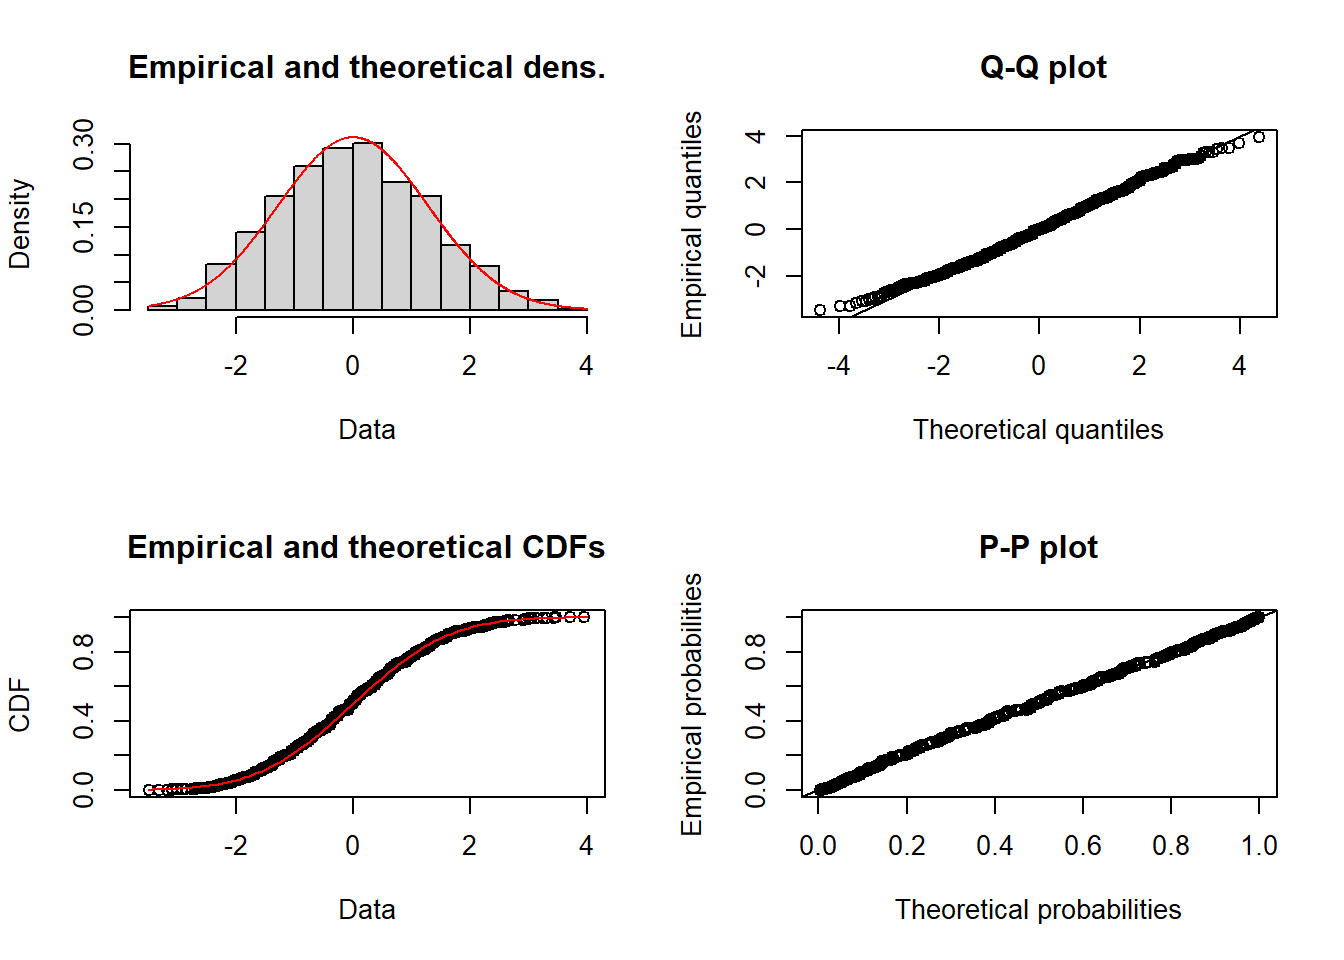 Empirical and theoretical dens.
Density
0.00 0.15 0.30
-2 0 2 4
Data
Q-Q plot
Empirical quantiles
-2 0 2 4
-4 -2 0 2 4
Theoretical quantiles
Empirical and theoretical CDFs
CDF
0.0 0.4 0.8
-2 0 2 4
Data
P-P plot
Empirical probabilities
0.0 0.4 0.8
0.0 0.2 0.4 0.6 0.8 1.0
Theoretical probabilities